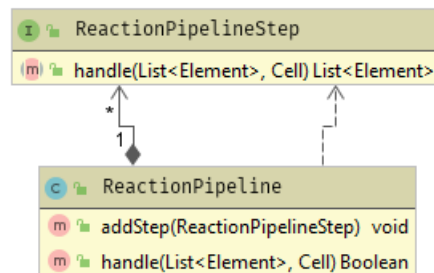 I ReactionPipelineStep
m handle(List<Element>, Cell) List<Element>
*
1
C ReactionPipeline
m addStep(ReactionPipelineStep) void
m handle(List<Element>, Cell) Boolean